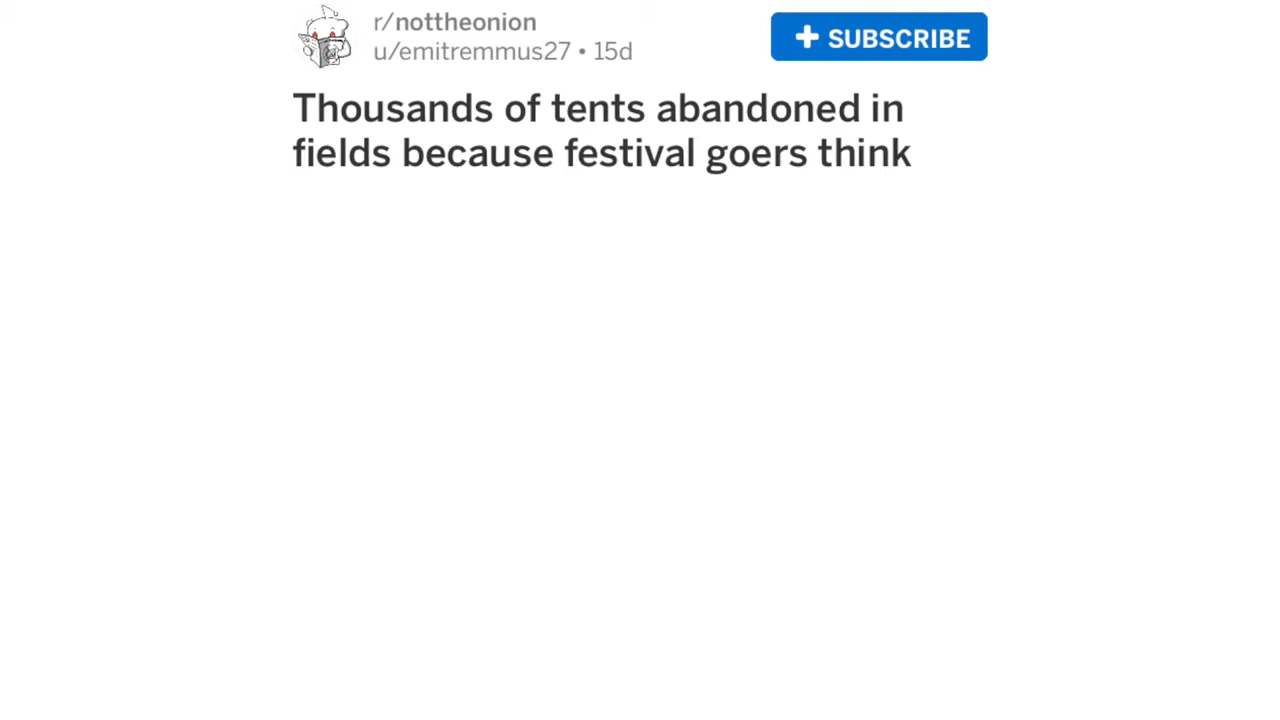 r/nottheonion
u/emitremmus27 • 15d
+ SUBSCRIBE
Thousands of tents abandoned in
fields because festival goers think